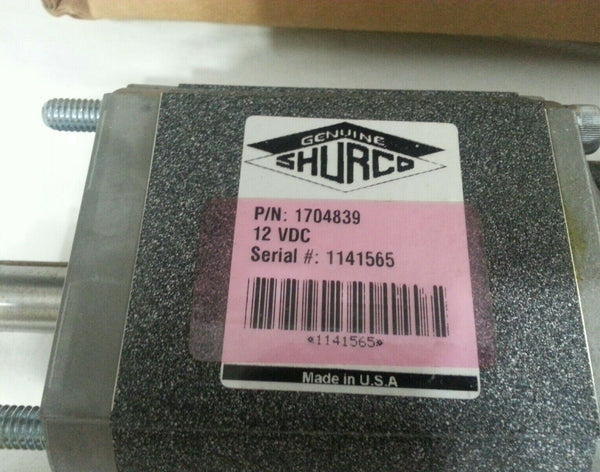 GENUINE
SHURCO
P/N: 1704839
12 VDC
Serial #: 1141565
*1141565*
Made in U.S.A